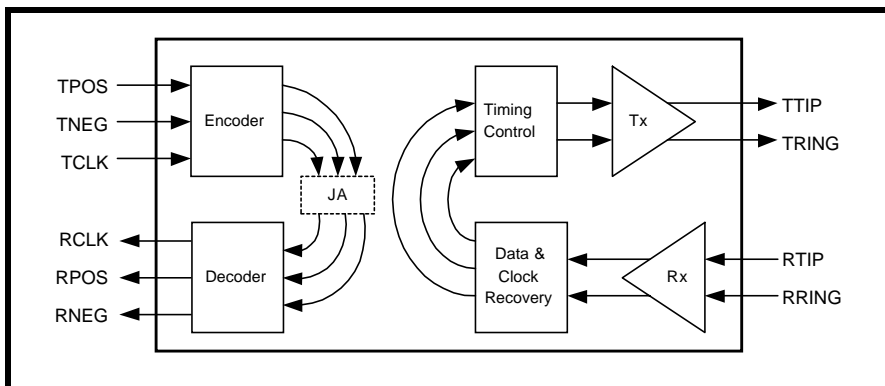 TPOS
TNEG
TCLK
Encoder
JA
RCLK
RPOS
RNEG
Decoder
Timing
Control
Tx
TTIP
TRING
Data &
Clock
Recovery
Rx
RTIP
RRING